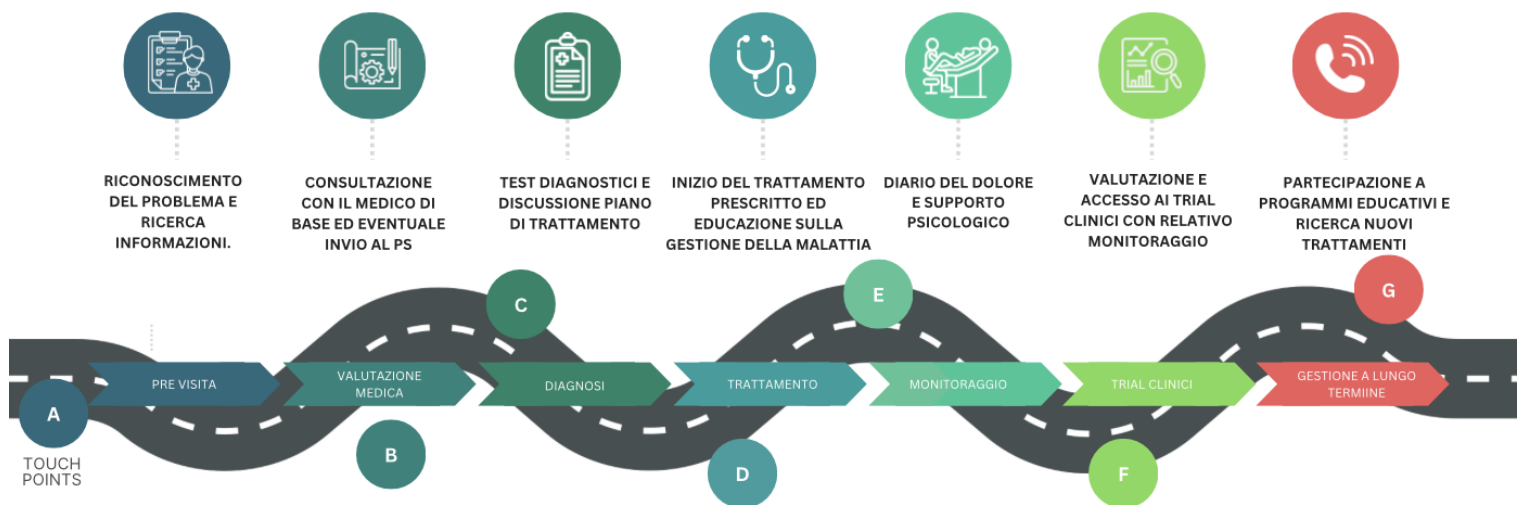 RICONOSCIMENTO
DEL PROBLEMA E
RICERCA
INFORMAZIONI.
CONSULTAZIONE
CON IL MEDICO DI
BASE ED EVENTUALE
INVIO AL PS
TEST DIAGNOSTICI E
DISCUSSIONE PIANO
DI TRATTAMENTO
INIZIO DEL TRATTAMENTO
PRESCRITTO ED
EDUCAZIONE SULLA
GESTIONE DELLA MALATTIA
DIARIO DEL DOLORE
E SUPPORTO
PSICOLOGICO
VALUTAZIONE E
ACCESSO AI TRIAL
CLINICI CON RELATIVO
MONITORAGGIO
PARTECIPAZIONE A
PROGRAMMI EDUCATIVI E
RICERCA NUOVI
TRATTAMENTI
C
E
G
PRE VISITA
VALUTAZIONE
MEDICA
DIAGNOSI
TRATTAMENTO
MONITORAGGIO
TRIAL CLINICI
GESTIONE A LUNGO
TERMIINE
A
B
D
F
TOUCH
POINTS